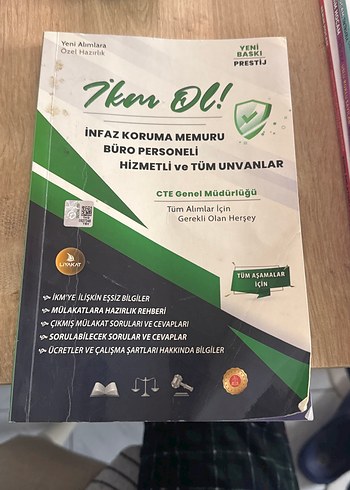 Yeni Alımlara
Özel Hazırlık
YENİ
BASKI
PRESTİJ
İkm Ol!
İNFAZ KORUMA MEMURU
BÜRO PERSONELİ
HİZMETLİ ve TÜM UNVANLAR
CTE Genel Müdürlüğü
Tüm Alımlar İçin
Gerekli Olan Herşey
LİYAKAT
TÜM AŞAMALAR
İÇİN
İKM'YE İLİŞKİN EŞSİZ BİLGİLER
MÜLAKATLARA HAZIRLIK REHBERİ
ÇIKMIŞ MÜLAKAT SORULARI VE CEVAPLARI
SORULABİLECEK SORULAR VE CEVAPLAR
ÜCRETLER VE ÇALIŞMA ŞARTLARI HAKKINDA BİLGİLER